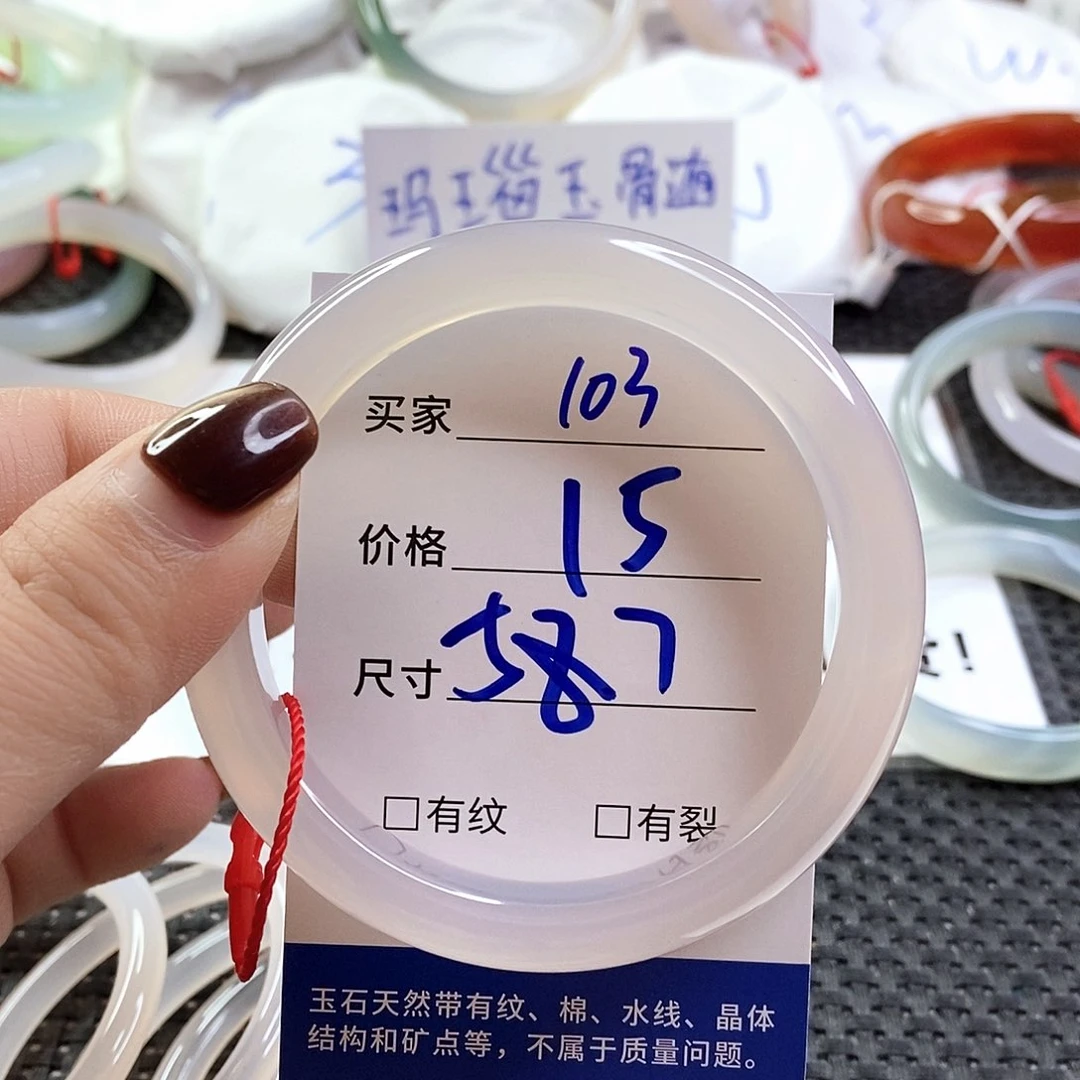 玛瑙玉骨髓
买家 103
价格 15
尺寸 587
□有纹 □有裂
玉石天然带有纹、棉、水线、晶体
结构和矿点等，不属于质量问题。